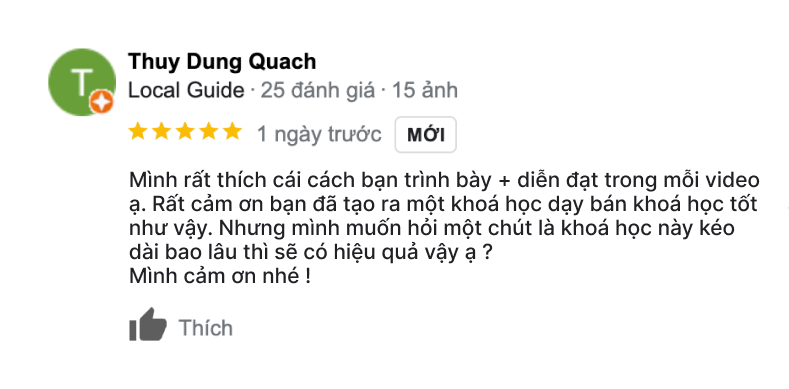 T
Thuy Dung Quach
Local Guide · 25 đánh giá · 15 ảnh
1 ngày trước MỚI
Mình rất thích cái cách bạn trình bày + diễn đạt trong mỗi video
ạ. Rất cảm ơn bạn đã tạo ra một khoá học dạy bán khoá học tốt
như vậy. Nhưng mình muốn hỏi một chút là khoá học này kéo
dài bao lâu thì sẽ có hiệu quả vậy ạ ?
Mình cảm ơn nhé !
Thích